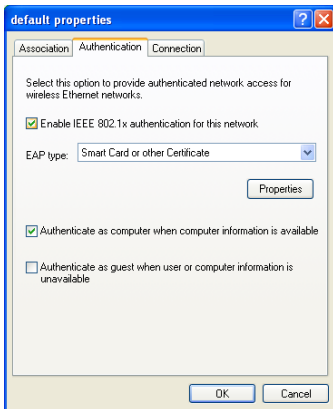 default properties
Association Authentication Connection
Select this option to provide authenticated network access for
wireless Ethernet networks.
Enable IEEE 802.1x authentication for this network
EAP type: Smart Card or other Certificate
Properties
Authenticate as computer when computer information is available
Authenticate as guest when user or computer information is
unavailable
OK Cancel